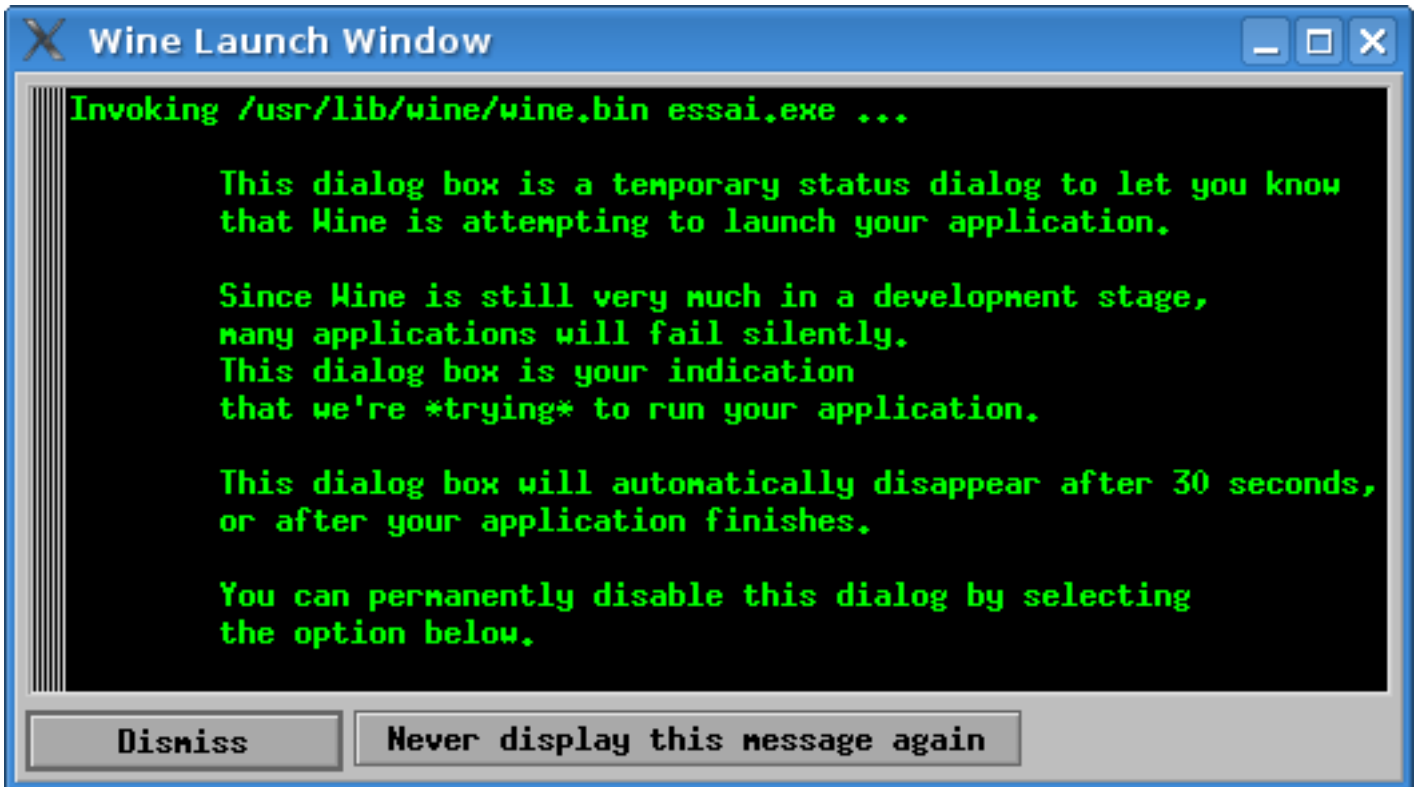 Wine Launch Window
Invoking /usr/lib/wine/wine.bin essai.exe ...
This dialog box is a temporary status dialog to let you know
that Wine is attempting to launch your application.
Since Wine is still very much in a development stage,
many applications will fail silently.
This dialog box is your indication
that we're *trying* to run your application.
This dialog box will automatically disappear after 30 seconds,
or after your application finishes.
You can permanently disable this dialog by selecting
the option below.
Dismiss
Never display this message again